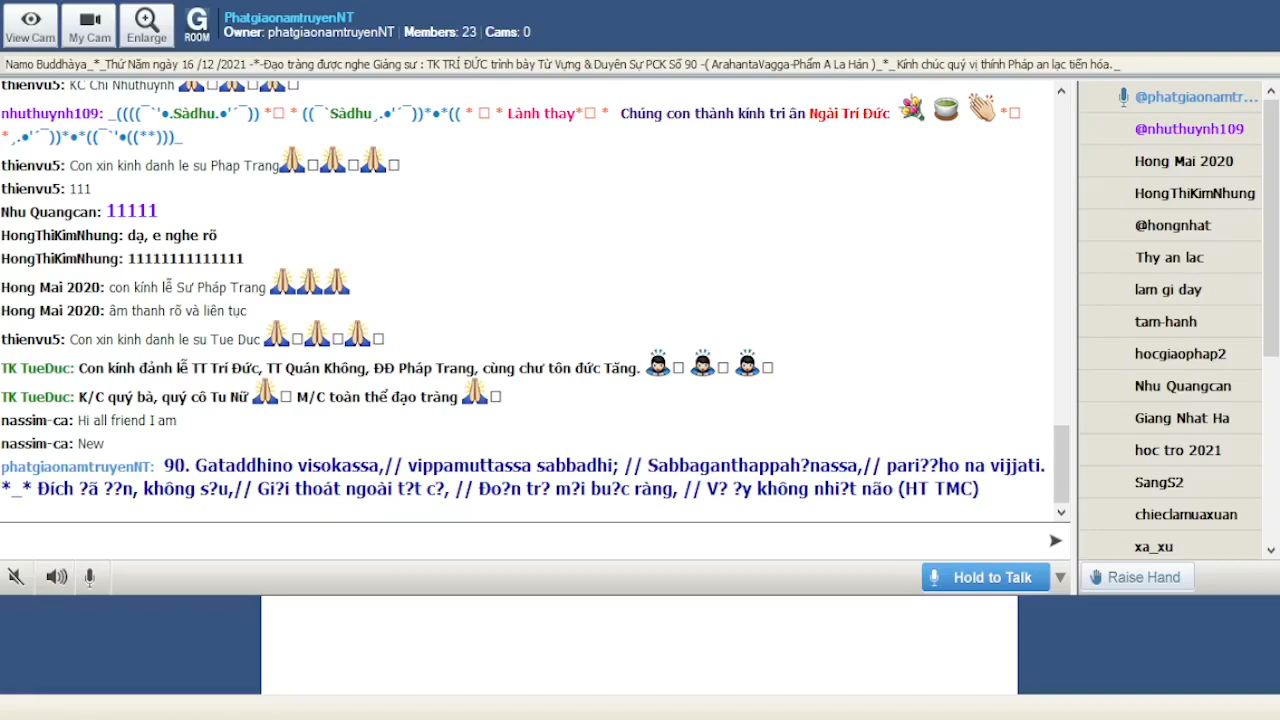 View Cam
My Cam
Enlarge
G
ROOM
PhatgiaonamtruyenNT
Owner: phatgiaonamtruyenNT | Members: 23 | Cams: 0
Namo Buddhàya_*_Thứ Năm ngày 16 /12 /2021 -*-Đạo tràng được nghe Giảng sư : TK TRÍ ĐỨC trình bày Từ Vựng & Duyên Sự PCK Số 90 -( ArahantaVagga-Phẩm A La Hán )_*_ Kính chúc quý vị thính Pháp an lạc tiến hóa._
thienvu5: KC Chi Nhuthuynh 🙏🙏🙏
nhuthuynh109: _((((¯`'•.Sàdhu.•'´¯)) *□ * ((¯`Sàdhu¸.•'´¯))*•*(( * □ * Lành thay*□ * Chúng con thành kính tri ân Ngài Trí Đức 💐 🍵 👏 *□
*¸.•'´¯))*•*((¯`'•((**)))_
thienvu5: Con xin kinh danh le su Phap Trang🙏□🙏□🙏□
thienvu5: 111
Nhu Quangcan: 11111
HongThiKimNhung: dạ, e nghe rõ
HongThiKimNhung: 11111111111111
Hong Mai 2020: con kính lễ Sư Pháp Trang 🙏🙏🙏
Hong Mai 2020: âm thanh rõ và liên tục
thienvu5: Con xin kinh danh le su Tue Duc 🙏□🙏□🙏□
TK TueDuc: Con kính đảnh lễ TT Trí Đức, TT Quán Không, ĐĐ Pháp Trang, cùng chư tôn đức Tăng. 🙇□ 🙇□ 🙇□
TK TueDuc: K/C quý bà, quý cô Tu Nữ 🙏□ M/C toàn thể đạo tràng 🙏□
nassim-ca: Hi all friend I am
nassim-ca: New
phatgiaonamtruyenNT: 90. Gataddhino visokassa,// vippamuttassa sabbadhi; // Sabbaganthappah?nassa,// pari??ho na vijjati.
*_* Đích ?ã ??n, không s?u,// Gi?i thoát ngoài t?t c?, // Đo?n tr? m?i bu?c ràng, // V? ?y không nhi?t não (HT TMC)
Hold to Talk
@phatgiaonamtr...
@nhuthuynh109
Hong Mai 2020
HongThiKimNhung
@hongnhat
Thy an lac
lam gi day
tam-hanh
hocgiaophap2
Nhu Quangcan
Giang Nhat Ha
hoc tro 2021
SangS2
chieclamuaxuan
xa_xu
Raise Hand